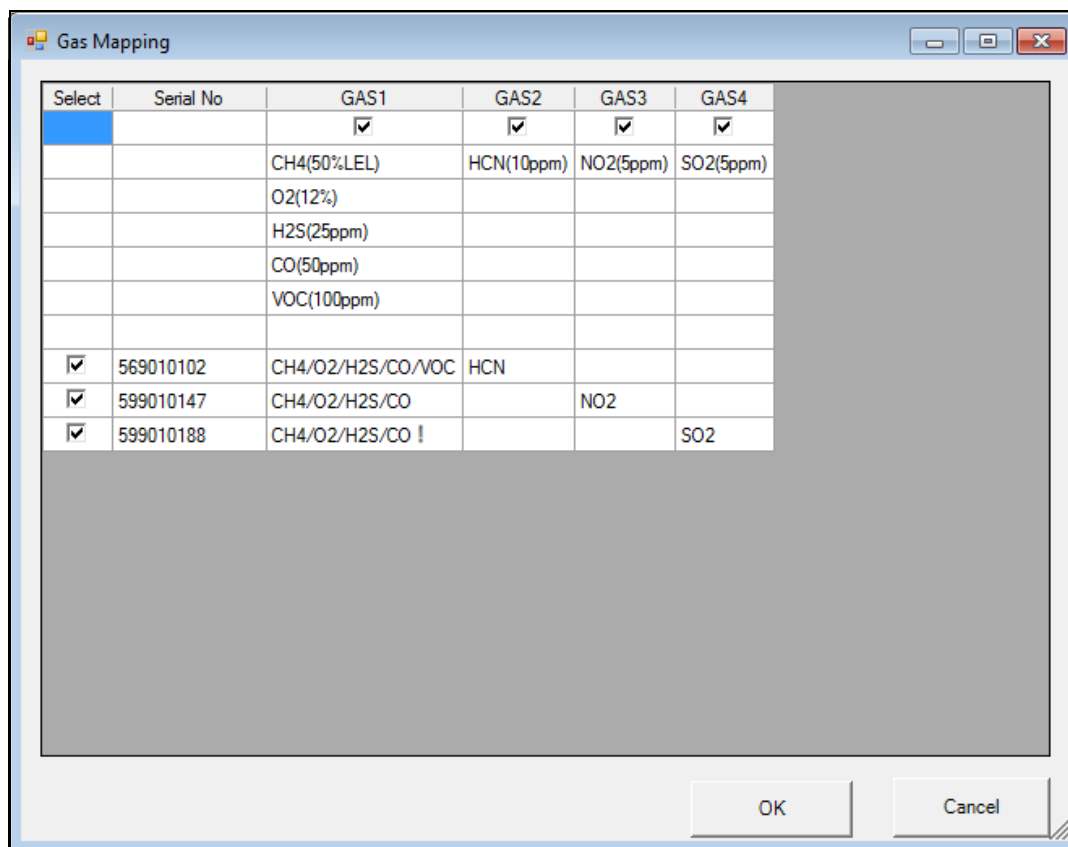 Gas Mapping
Select Serial No GAS1 GAS2 GAS3 GAS4
CH4(50%LEL) HCN(10ppm) NO2(5ppm) SO2(5ppm)
O2(12%)
H2S(25ppm)
CO(50ppm)
VOC(100ppm)
569010102 CH4/O2/H2S/CO/VOC HCN
599010147 CH4/O2/H2S/CO NO2
599010188 CH4/O2/H2S/CO ! SO2
OK Cancel